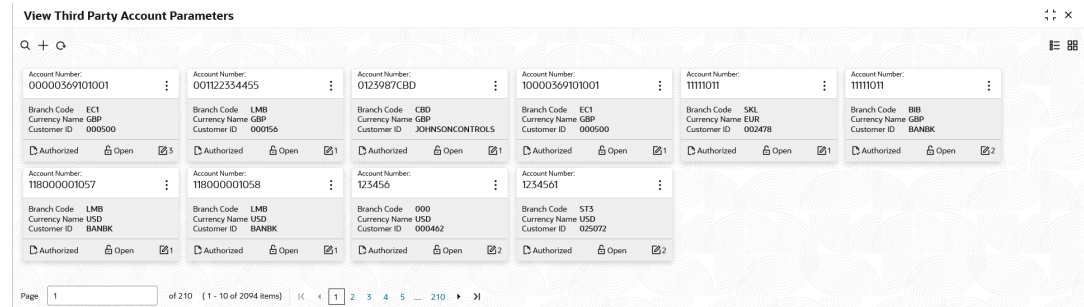 View Third Party Account Parameters
Account Number:
00000369101001
Branch Code EC1
Currency Name GBP
Customer ID 000500
Authorized Open 3
Account Number:
001122334455
Branch Code LMB
Currency Name GBP
Customer ID 000156
Authorized Open 1
Account Number:
0123987CBD
Branch Code CBD
Currency Name GBP
Customer ID JOHNSONCONTROLS
Authorized Open 1
Account Number:
10000369101001
Branch Code EC1
Currency Name GBP
Customer ID 000500
Authorized Open 1
Account Number:
11111011
Branch Code SKL
Currency Name EUR
Customer ID 002478
Authorized Open 1
Account Number:
11111011
Branch Code BIB
Currency Name GBP
Customer ID BANBK
Authorized Open 2
Account Number:
118000001057
Branch Code LMB
Currency Name USD
Customer ID BANBK
Authorized Open 1
Account Number:
118000001058
Branch Code LMB
Currency Name USD
Customer ID BANBK
Authorized Open 1
Account Number:
123456
Branch Code 000
Currency Name USD
Customer ID 000462
Authorized Open 2
Account Number:
1234561
Branch Code ST3
Currency Name USD
Customer ID 025072
Authorized Open 2
Page 1 of 210 (1 - 10 of 2094 items) 1 2 3 4 5 ... 210